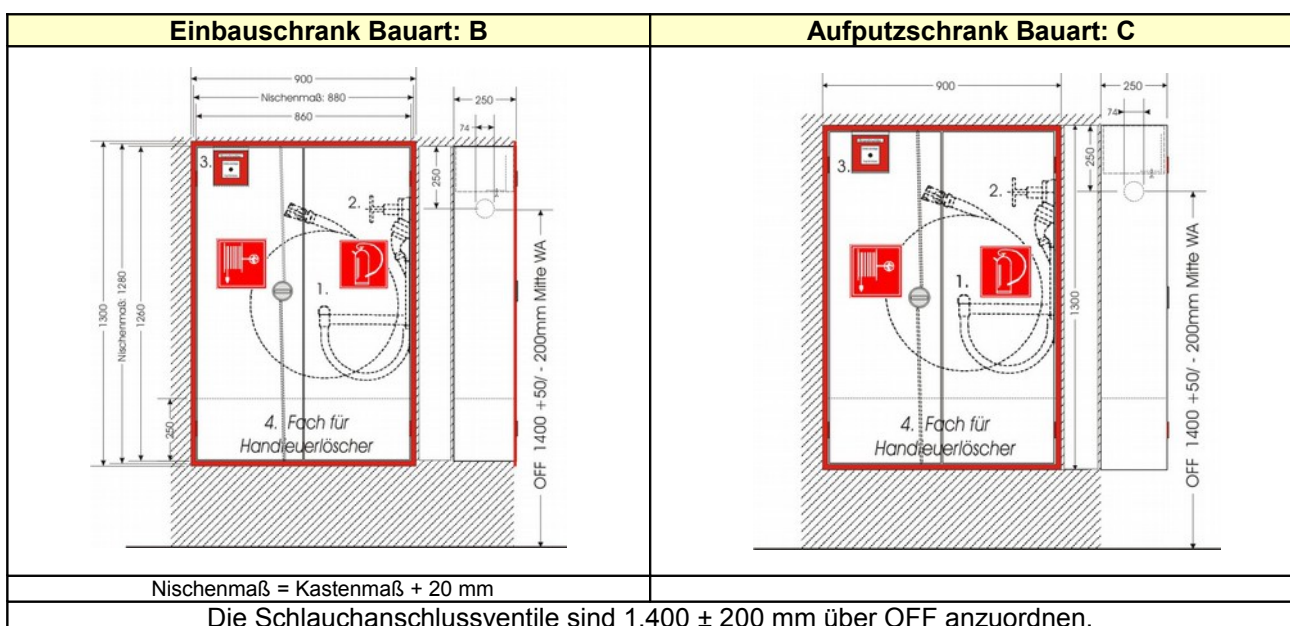 Einbauschrank Bauart: B
Aufputzschrank Bauart: C
900
Nischenmaß: 880
860
250
74
1300
Nischenmaß: 1280
1260
250
250
3.
2.
1.
4. Fach für
Handfeuerlöscher
OFF 1400 +50/ - 200mm Mitte WA
900
250
74
250
1300
3.
2.
1.
4. Fach für
Handfeuerlöscher
OFF 1400 +50/ - 200mm Mitte WA
Nischenmaß = Kastenmaß + 20 mm
Die Schlauchanschlussventile sind 1.400 ± 200 mm über OFF anzuordnen.